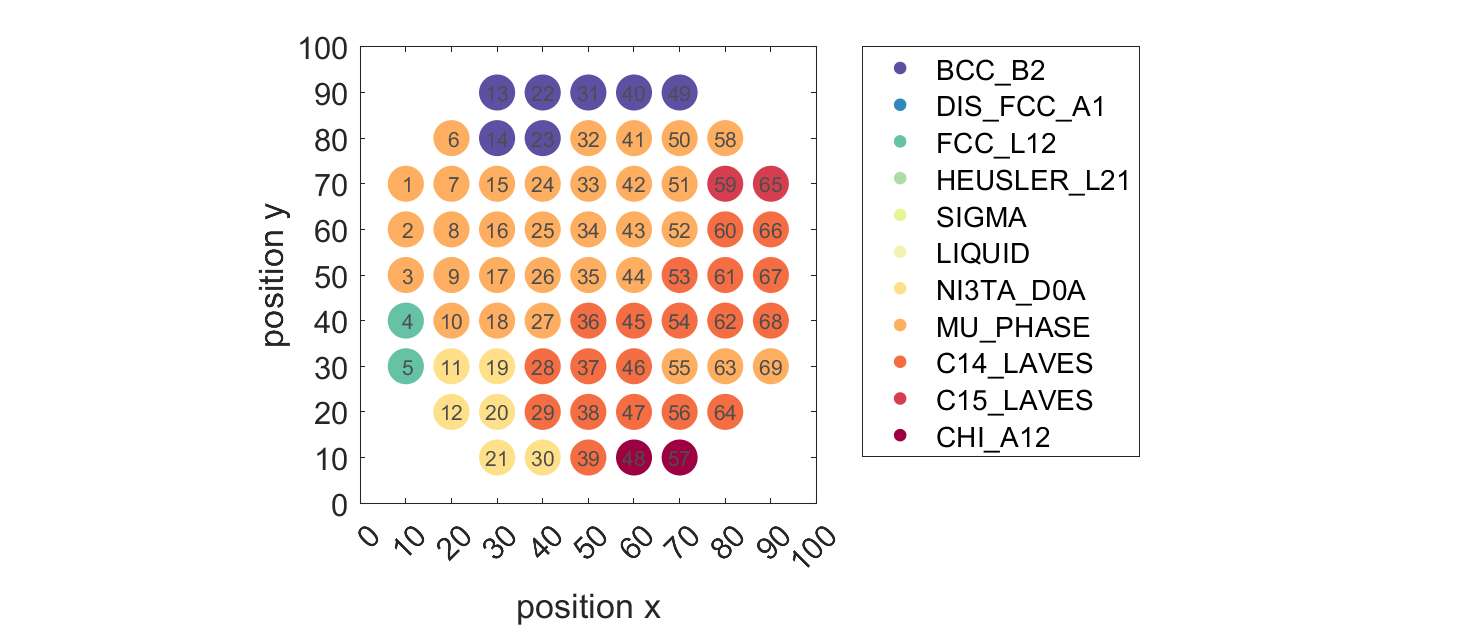 100
90
80
70
60
50
40
30
20
10
0
position y
13 22 31 40 49
6 14 23 32 41 50 58
1 7 15 24 33 42 51 59 65
2 8 16 25 34 43 52 60 66
3 9 17 26 35 44 53 61 67
4 10 18 27 36 45 54 62 68
5 11 19 28 37 46 55 63 69
12 20 29 38 47 56 64
21 30 39 48 57
0 10 20 30 40 50 60 70 80 90 100
position x
BCC_B2
DIS_FCC_A1
FCC_L12
HEUSLER_L21
SIGMA
LIQUID
NI3TA_D0A
MU_PHASE
C14_LAVES
C15_LAVES
CHI_A12